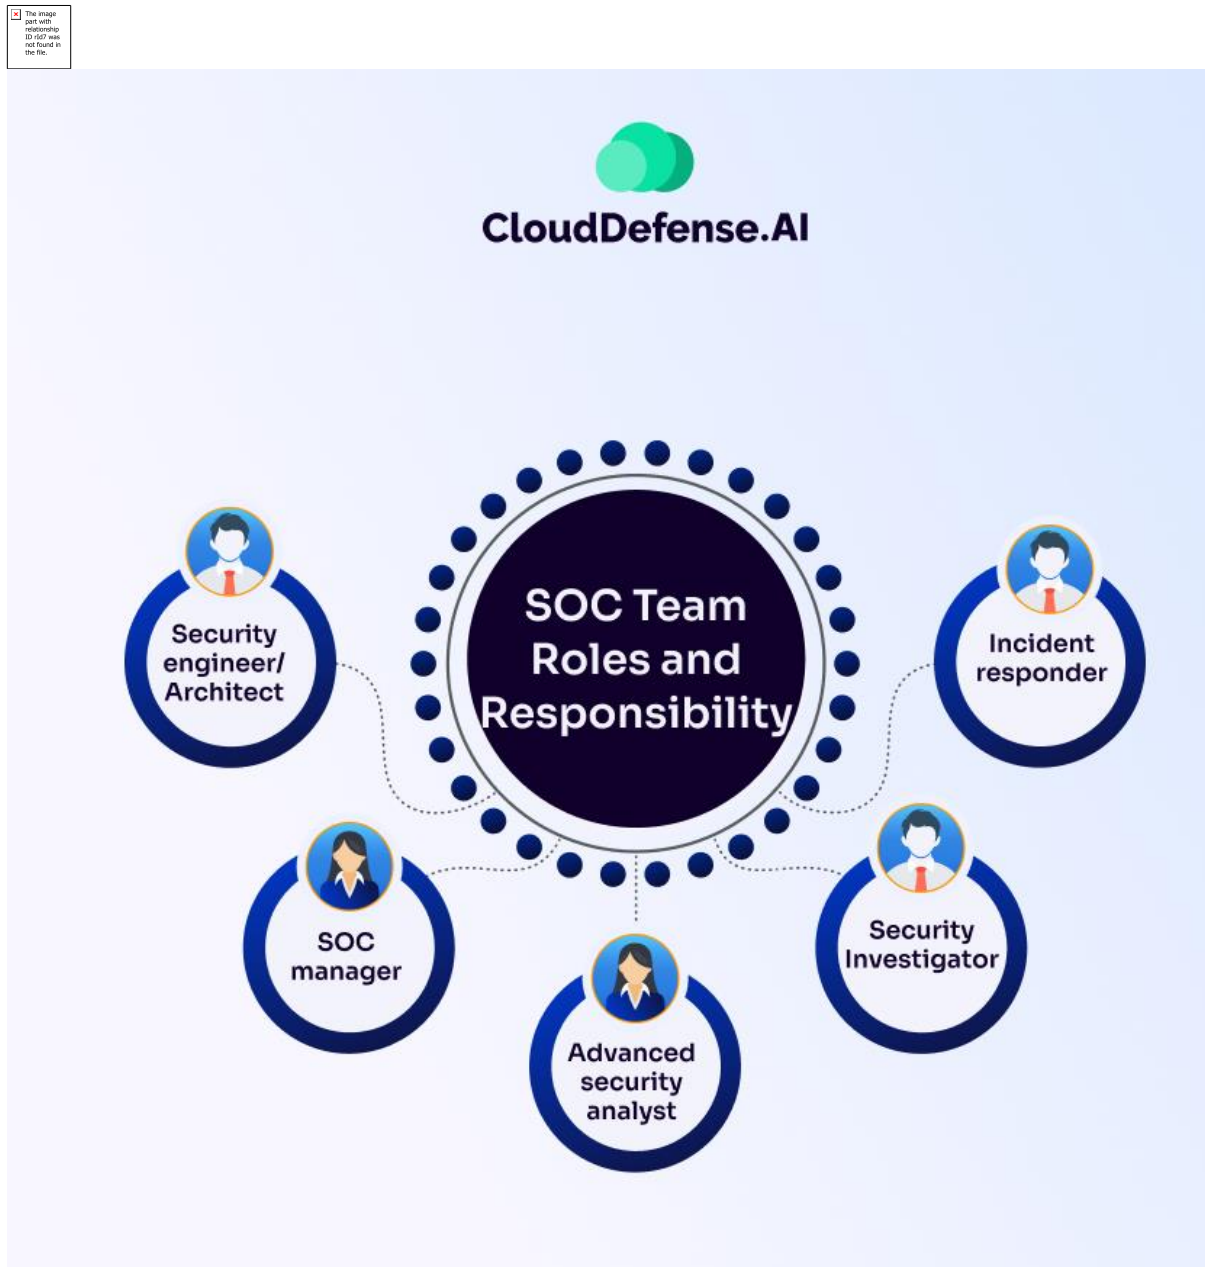 The image
part with
relationship
ID rId7 was
not found in
the file.
CloudDefense.AI
SOC Team
Roles and
Responsibility
Security
engineer/
Architect
Incident
responder
SOC
manager
Security
Investigator
Advanced
security
analyst